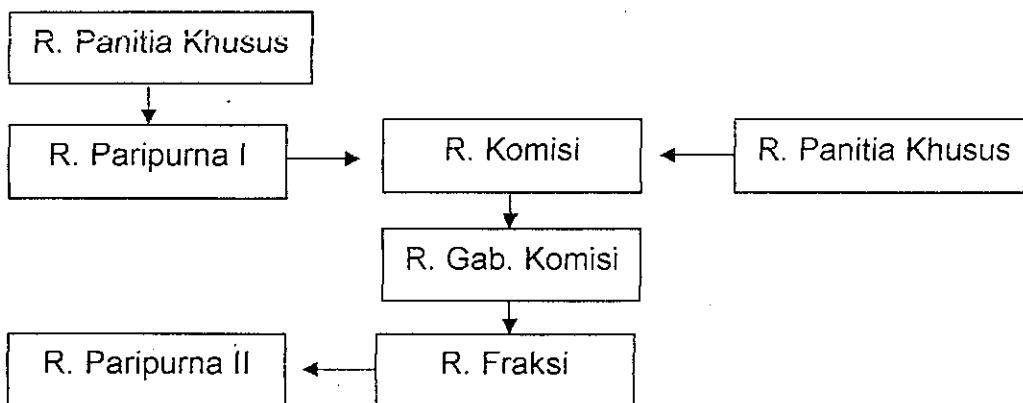 R. Panitia Khusus
R. Paripurna I
R. Komisi
R. Panitia Khusus
R. Gab. Komisi
R. Paripurna II
R. Fraksi